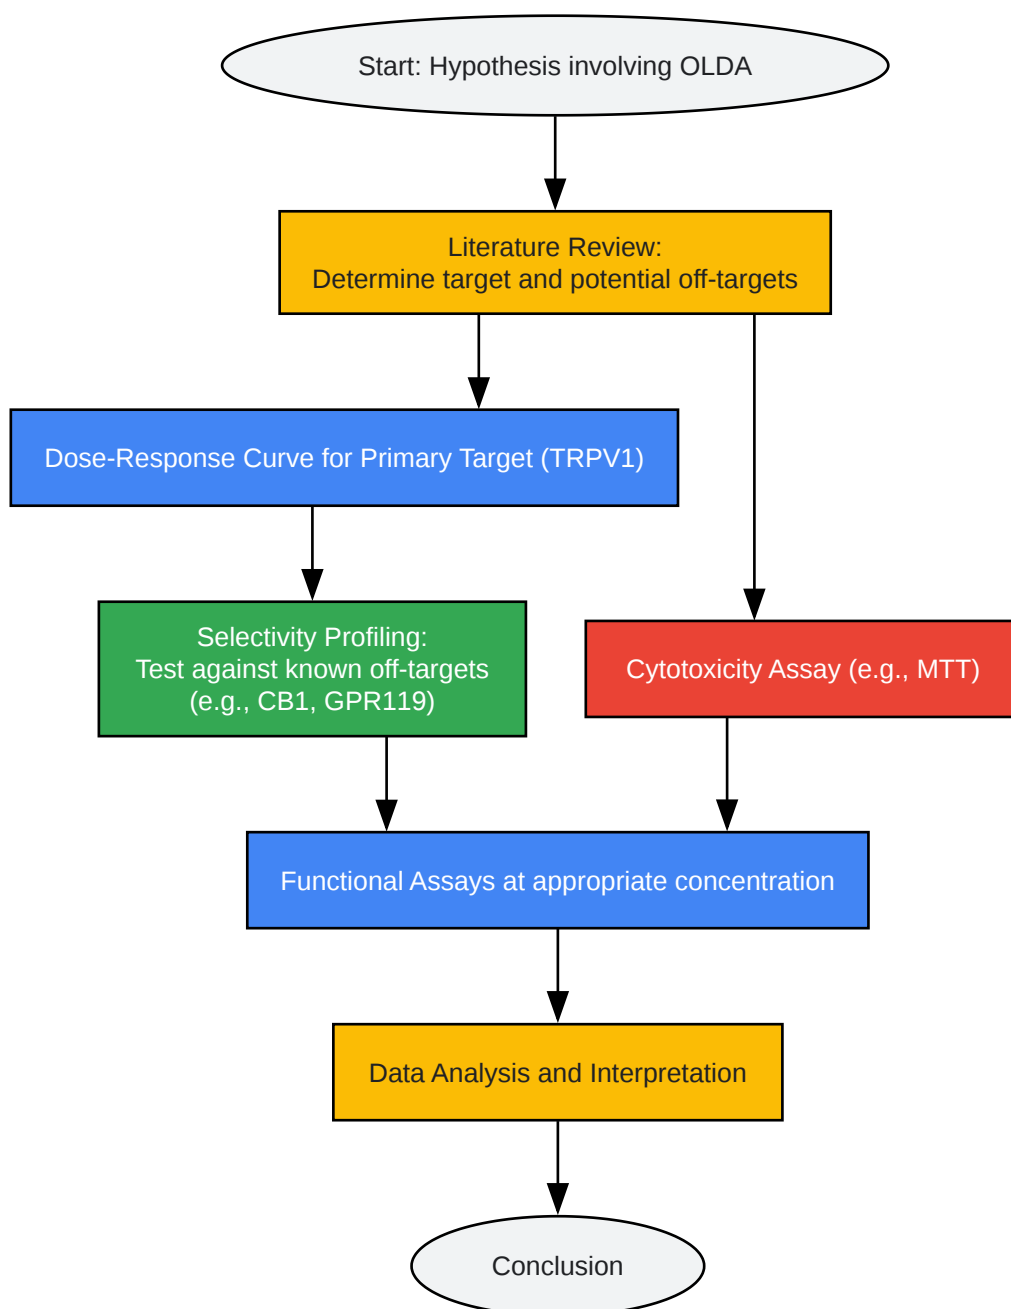 Start: Hypothesis involving OLDA
Literature Review:
Determine target and potential off-targets
Dose-Response Curve for Primary Target (TRPV1)
Selectivity Profiling:
Test against known off-targets
(e.g., CB1, GPR119)
Cytotoxicity Assay (e.g., MTT)
Functional Assays at appropriate concentration
Data Analysis and Interpretation
Conclusion